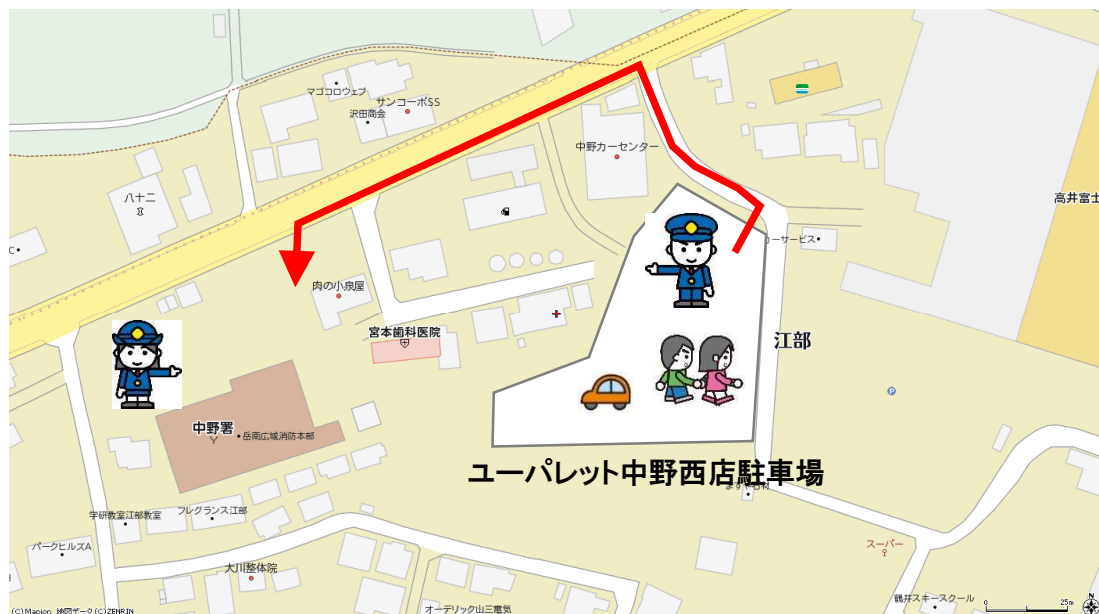 マゴコロウェブ
サンコーポSS
沢田商会
中野カーセンター
八十二
高井富士
C
カーサービス
肉の小泉屋
宮本歯科医院
江部
中野署
岳南広域消防本部
ユーパレット中野西店駐車場
学研教室江部教室
フレグランス江部
パークヒルズA
スーパー
大川整体院
オーデリック山三電気
鶴井スキースクール
0 25m
N
(C)Mapion 地図データ(C)ZENRIN